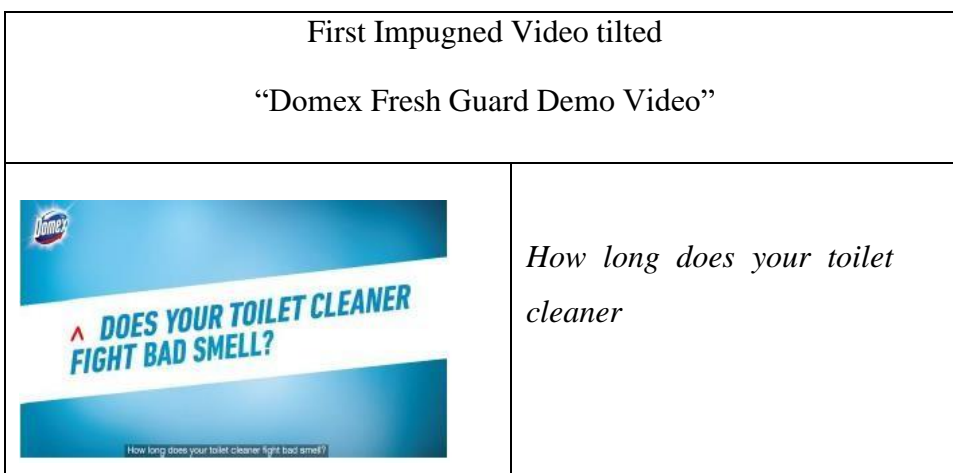 First Impugned Video tilted
“Domex Fresh Guard Demo Video”
Domex
^ DOES YOUR TOILET CLEANER
FIGHT BAD SMELL?
How long does your toilet cleaner fight bad smell?
How long does your toilet
cleaner